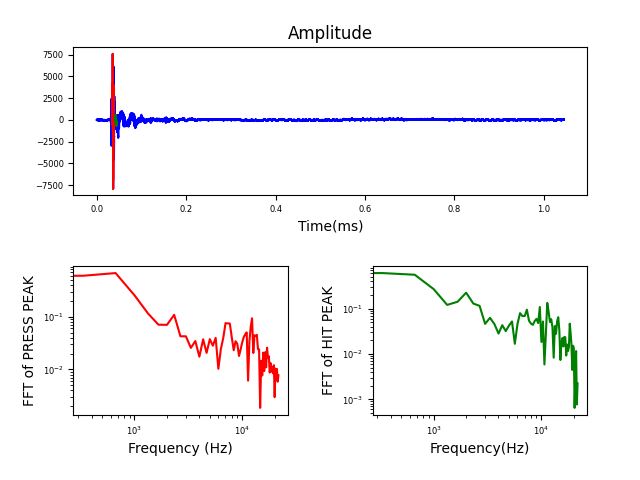 Amplitude
7500
5000
2500
0
−2500
−5000
−7500
0.0 0.2 0.4 0.6 0.8 1.0
Time(ms)
FFT of PRESS PEAK
10⁻¹
10⁻²
10³ 10⁴
Frequency (Hz)
FFT of HIT PEAK
10⁻¹
10⁻²
10⁻³
10³ 10⁴
Frequency(Hz)